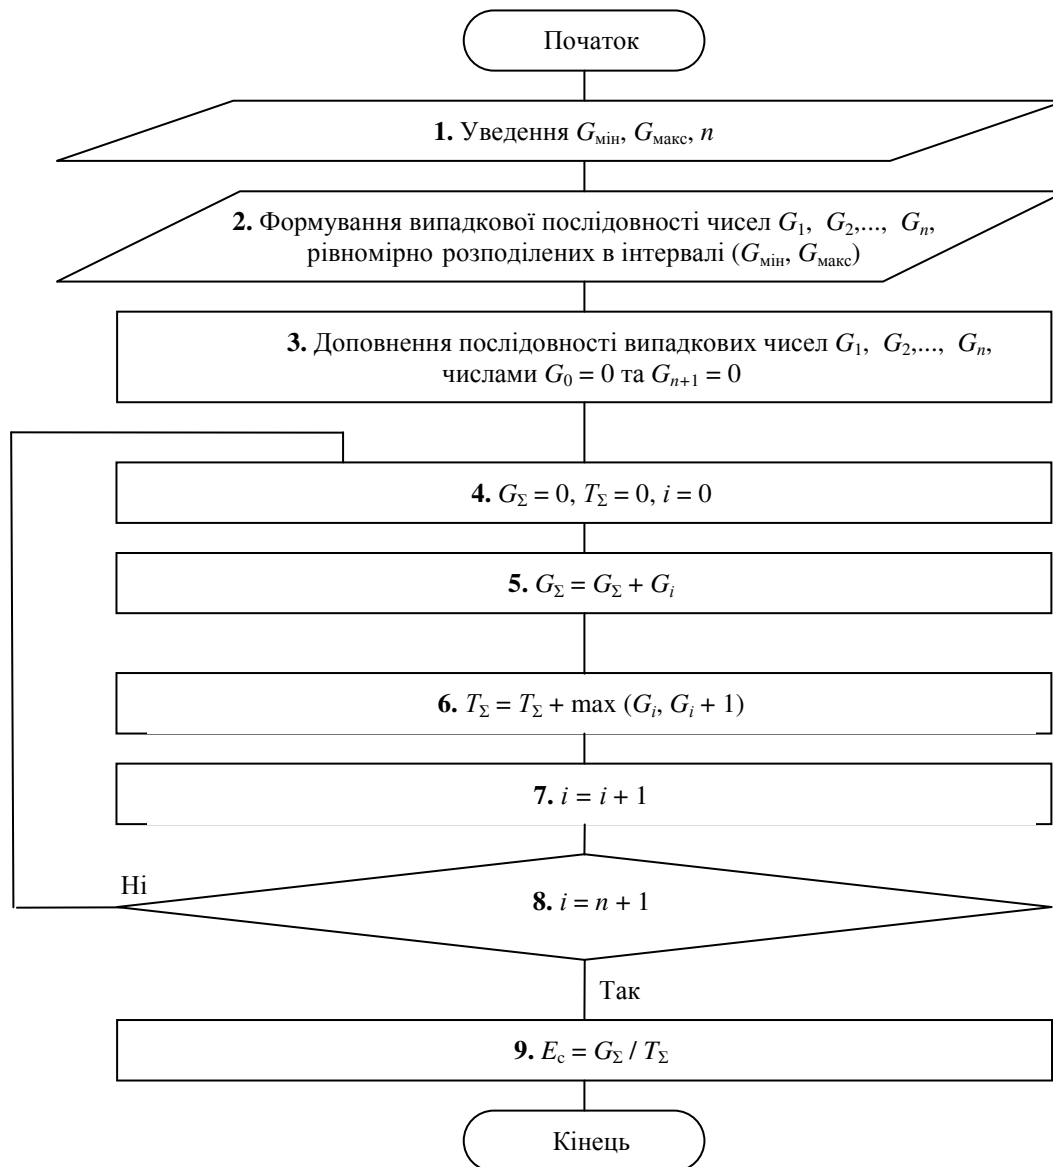 Початок
1. Уведення Gмін, Gмакс, n
2. Формування випадкової послідовності чисел G1, G2,..., Gn,
рівномірно розподілених в інтервалі (Gмін, Gмакс)
3. Доповнення послідовності випадкових чисел G1, G2,..., Gn,
числами G0 = 0 та Gn+1 = 0
4. GΣ = 0, TΣ = 0, i = 0
5. GΣ = GΣ + Gi
6. TΣ = TΣ + max (Gi, Gi + 1)
7. i = i + 1
Ні
8. i = n + 1
Так
9. Ec = GΣ / TΣ
Кінець